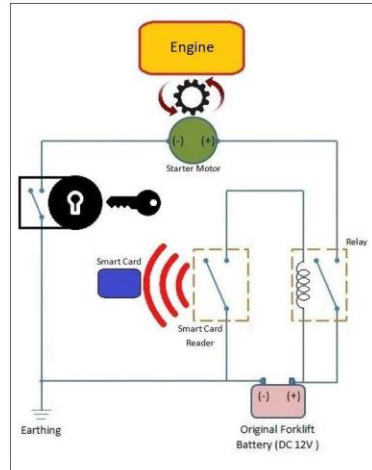 Engine
(-) (+)
Starter Motor
Relay
Smart Card
Smart Card
Reader
(-) (+)
Earthing
Original Forklift
Battery (DC 12V )